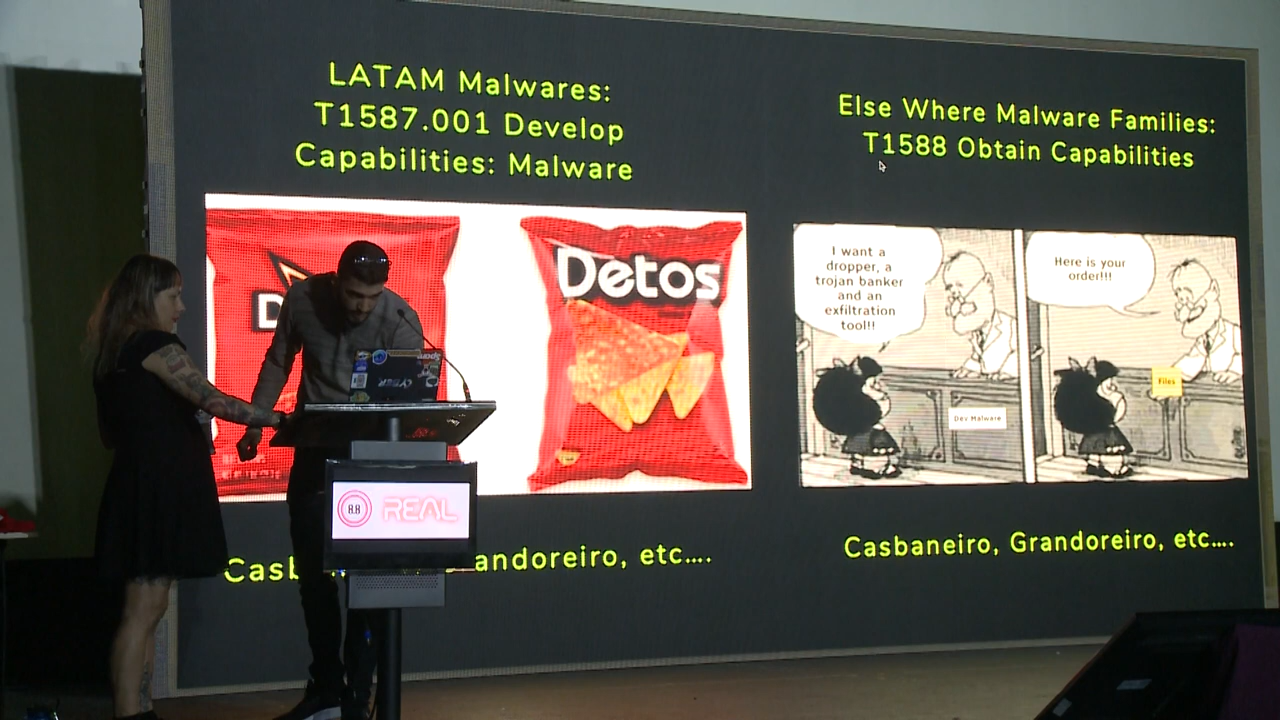 LATAM Malwares:
T1587.001 Develop
Capabilities: Malware
Else Where Malware Families:
T1588 Obtain Capabilities
D
Detos
I want a
dropper, a
trojan banker
and an
exfiltration
tool!!
Here is your
order!!!
Dev Malware
Files
CYBER
REAL
Casb
andoreiro, etc....
Casbaneiro, Grandoreiro, etc....